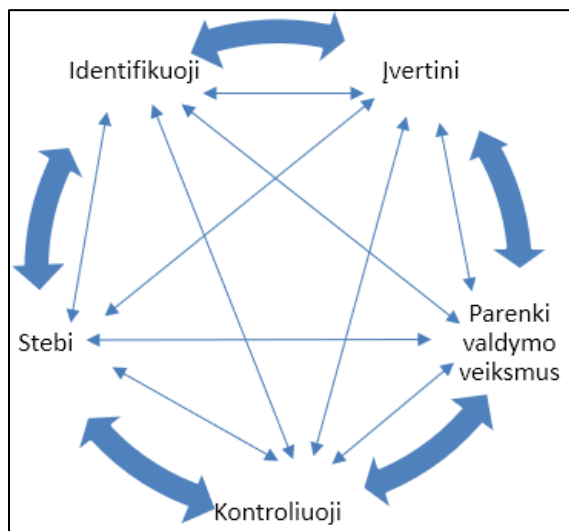 Identifikuoji
Įvertini
Stebi
Parenki
valdymo
veiksmus
Kontroliuoji